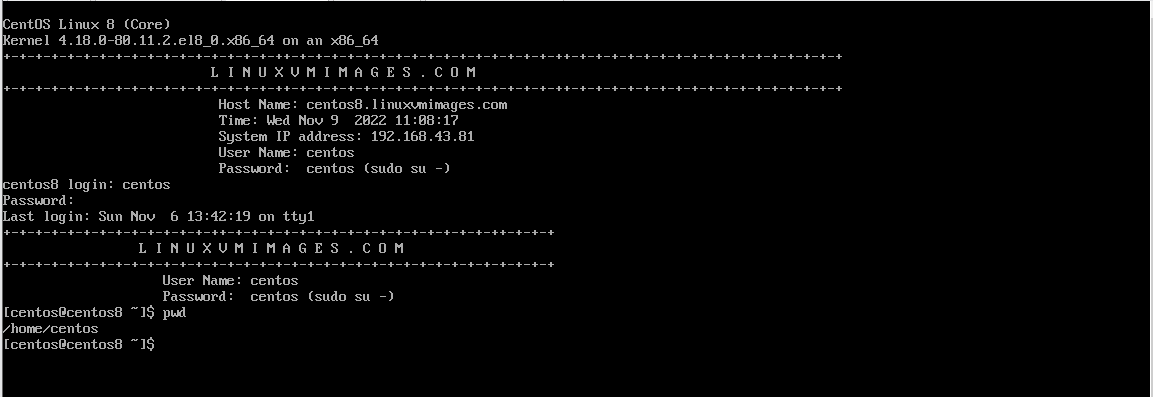 CentOS Linux 8 (Core)
Kernel 4.18.0-80.11.2.el8_0.x86_64 on an x86_64
+-+-+-+-+-+-+-+-+-+-+-+-+-+-+-+-+-+-+-+-+-+-+-+-+-+-+-+-+-+-+-+-+-+-+-+-+-+-+-+-+-+-+-+-+-+-+-+-+-+-+-+-+
L I N U X V M I M A G E S . C O M
+-+-+-+-+-+-+-+-+-+-+-+-+-+-+-+-+-+-+-+-+-+-+-+-+-+-+-+-+-+-+-+-+-+-+-+-+-+-+-+-+-+-+-+-+-+-+-+-+-+-+-+-+
Host Name: centos8.linuxvmimages.com
Time: Wed Nov 9  2022 11:08:17
System IP address: 192.168.43.81
User Name: centos
Password:  centos (sudo su -)
centos8 login: centos
Password:
Last login: Sun Nov  6 13:42:19 on tty1
+-+-+-+-+-+-+-+-+-+-+-+-+-+-+-+-+-+-+-+-+-+-+-+-+-+-+-+-+-+-+-+-+-+-+
L I N U X V M I M A G E S . C O M
+-+-+-+-+-+-+-+-+-+-+-+-+-+-+-+-+-+-+-+-+-+-+-+-+-+-+-+-+-+-+-+-+-+-+
User Name: centos
Password:  centos (sudo su -)
[centos@centos8 ~]$ pwd
/home/centos
[centos@centos8 ~]$